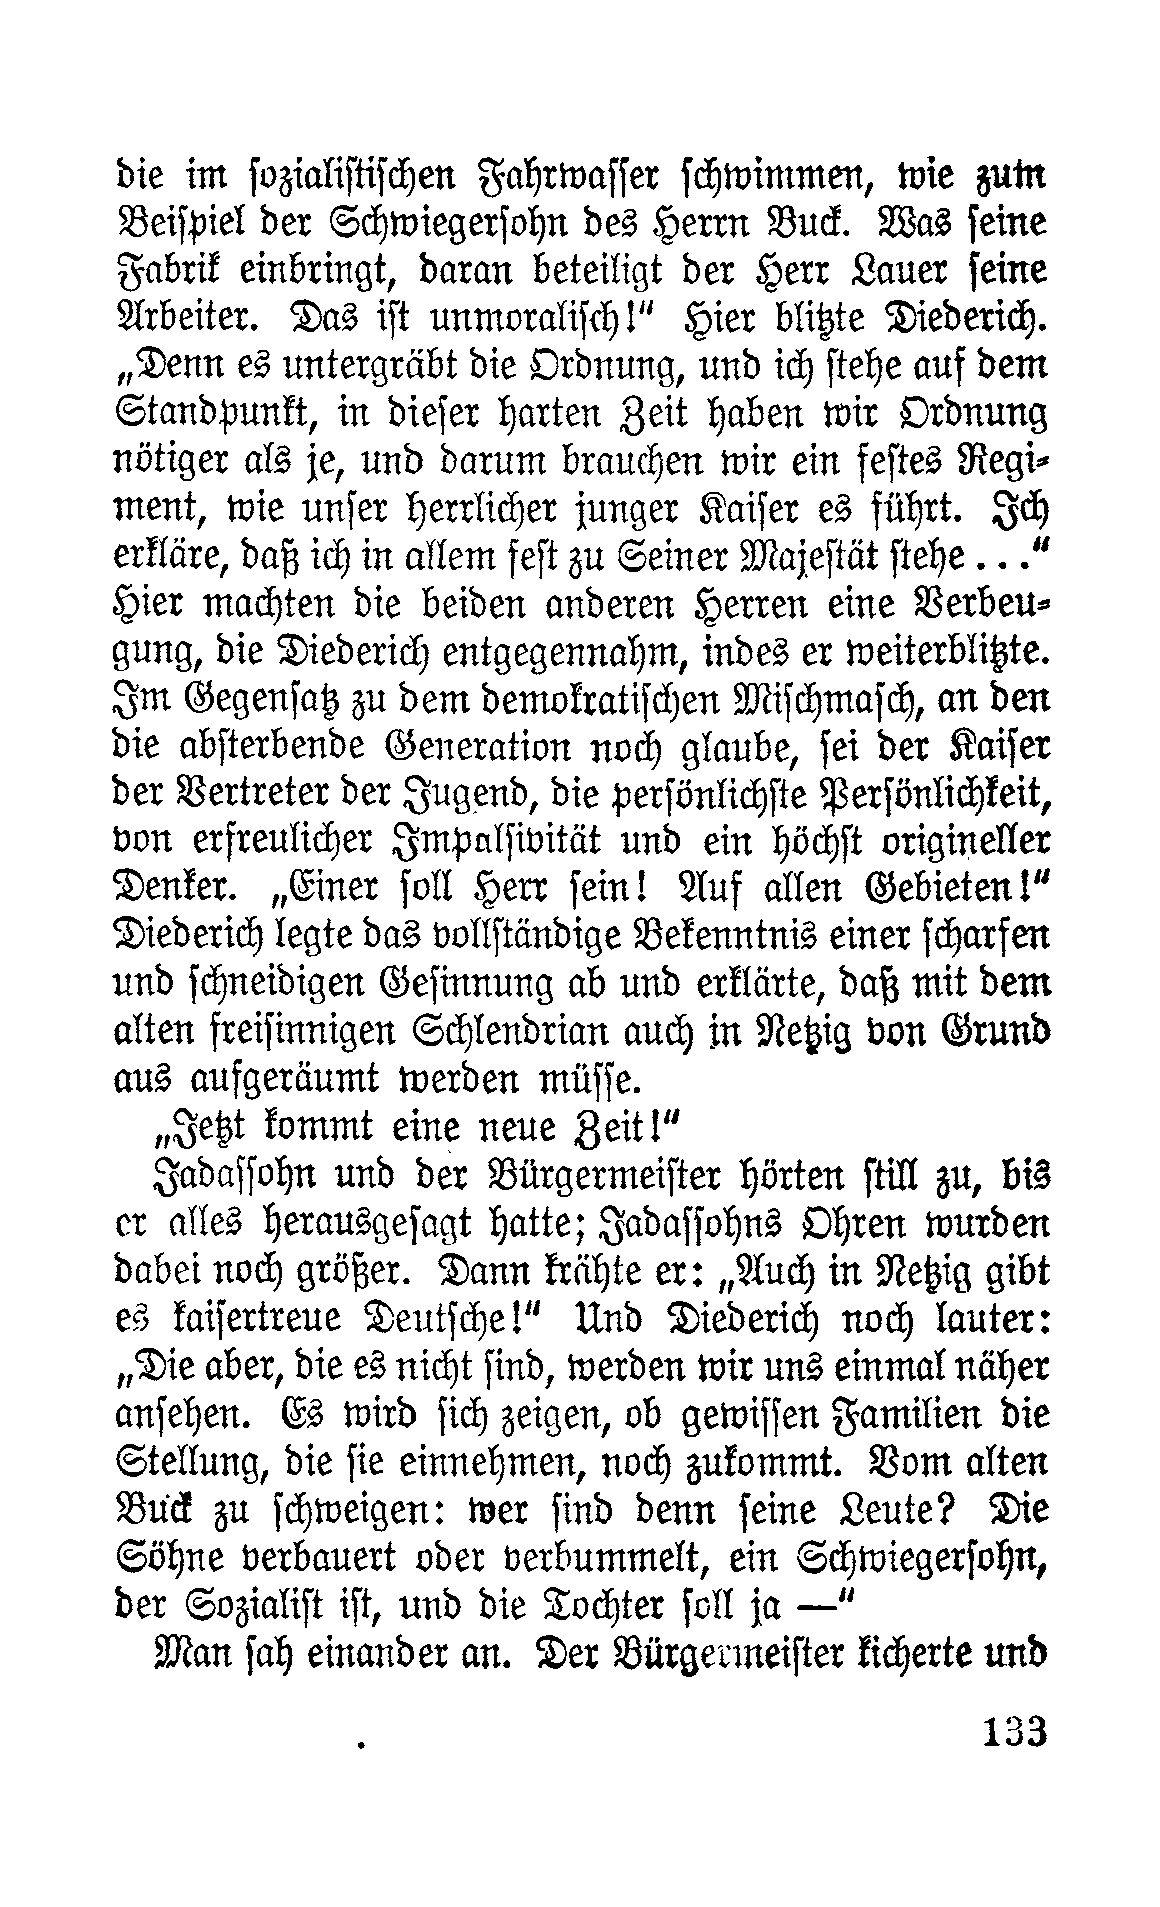 die im sozialistischen Fahrwasser schwimmen, wie zum
Beispiel der Schwiegersohn des Herrn Buck. Was seine
Fabrik einbringt, daran beteiligt der Herr Lauer seine
Arbeiter. Das ist unmoralisch!“ Hier blitzte Diederich.
„Denn es untergräbt die Ordnung, und ich stehe auf dem
Standpunkt, in dieser harten Zeit haben wir Ordnung
nötiger als je, und darum brauchen wir ein festes Regi-
ment, wie unser herrlicher junger Kaiser es führt. Ich
erkläre, daß ich in allem fest zu Seiner Majestät stehe ...“
Hier machten die beiden anderen Herren eine Verbeu-
gung, die Diederich entgegennahm, indes er weiterblitzte.
Im Gegensatz zu dem demokratischen Mischmasch, an den
die absterbende Generation noch glaube, sei der Kaiser
der Vertreter der Jugend, die persönlichste Persönlichkeit,
von erfreulicher Impulsivität und ein höchst origineller
Denker. „Einer soll Herr sein! Auf allen Gebieten!“
Diederich legte das vollständige Bekenntnis einer scharfen
und schneidigen Gesinnung ab und erklärte, daß mit dem
alten freisinnigen Schlendrian auch in Netzig von Grund
aus aufgeräumt werden müsse.
„Jetzt kommt eine neue Zeit!“
Jadassohn und der Bürgermeister hörten still zu, bis
er alles herausgesagt hatte; Jadassohns Ohren wurden
dabei noch größer. Dann krähte er: „Auch in Netzig gibt
es kaisertreue Deutsche!“ Und Diederich noch lauter:
„Die aber, die es nicht sind, werden wir uns einmal näher
ansehen. Es wird sich zeigen, ob gewissen Familien die
Stellung, die sie einnehmen, noch zukommt. Vom alten
Buck zu schweigen: wer sind denn seine Leute? Die
Söhne verbauert oder verbummelt, ein Schwiegersohn,
der Sozialist ist, und die Tochter soll ja —“
Man sah einander an. Der Bürgermeister kicherte und
133